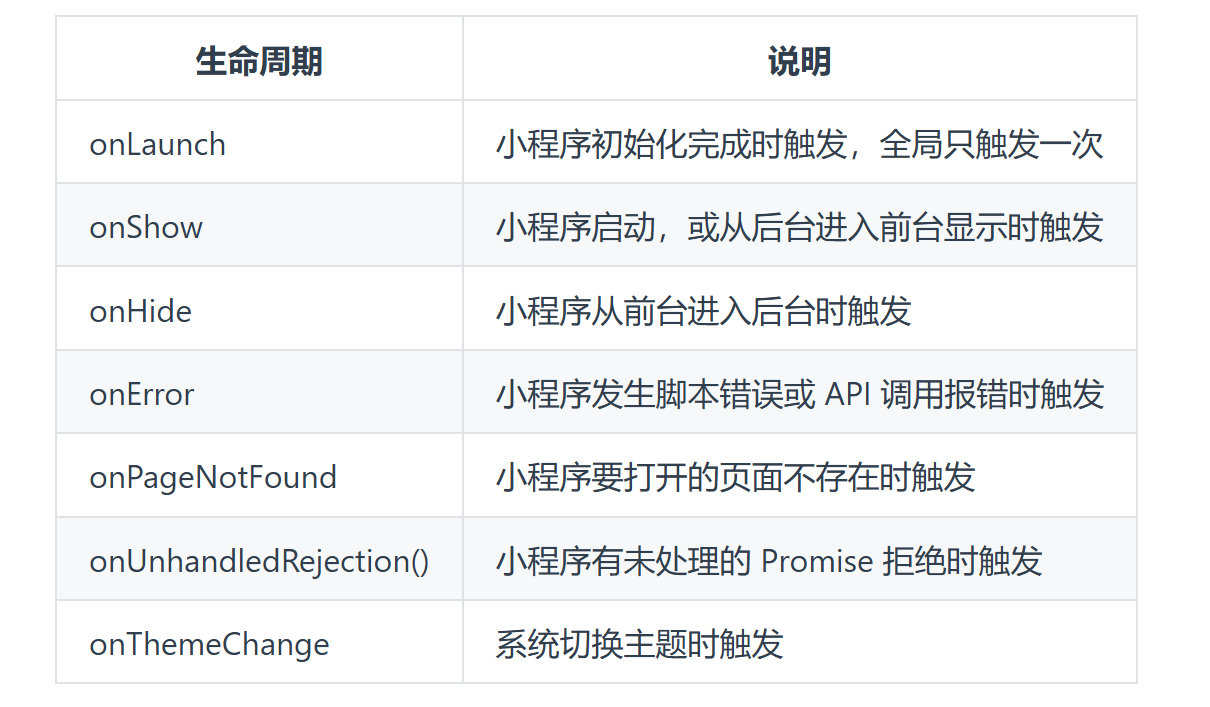 生命周期 说明
onLaunch 小程序初始化完成时触发，全局只触发一次
onShow 小程序启动，或从后台进入前台显示时触发
onHide 小程序从前台进入后台时触发
onError 小程序发生脚本错误或 API 调用报错时触发
onPageNotFound 小程序要打开的页面不存在时触发
onUnhandledRejection() 小程序有未处理的 Promise 拒绝时触发
onThemeChange 系统切换主题时触发